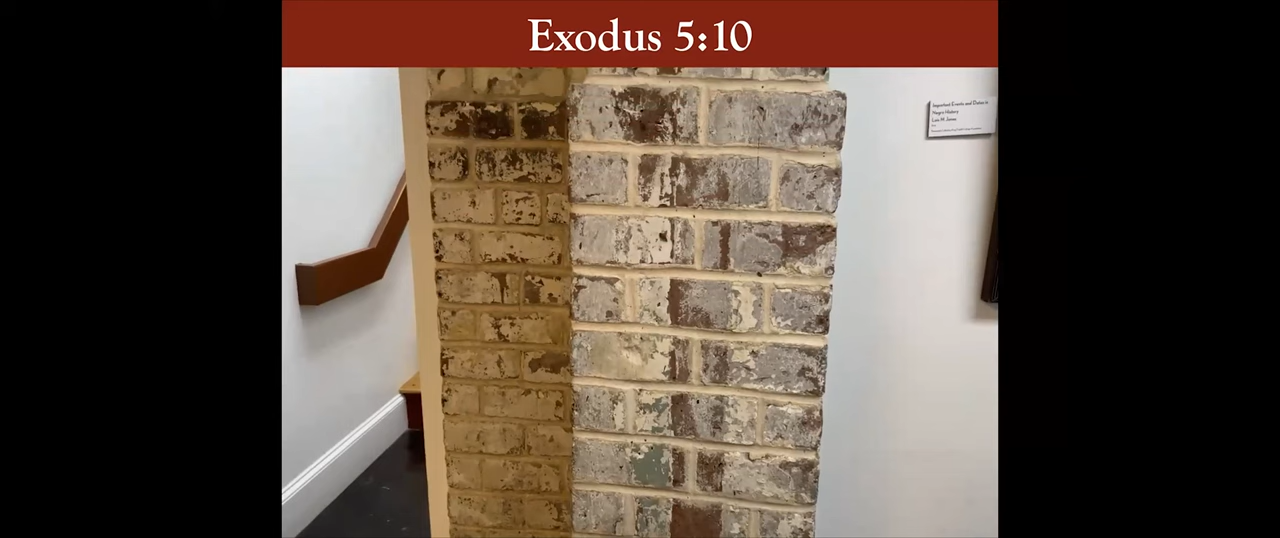 Exodus 5:10
Important Events and Dates in
Negro History
Lois M. Jones